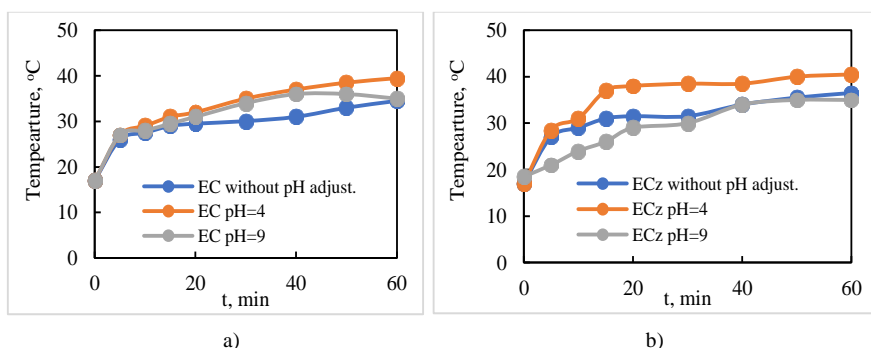 50
40
30
20
10
0
0
20
40
60
Tempearture, °C
t, min
EC without pH adjust.
EC pH=4
EC pH=9
a)
50
40
30
20
10
0
0
20
40
60
Tempearture, °C
t, min
ECz without pH adjust.
ECz pH=4
ECz pH=9
b)